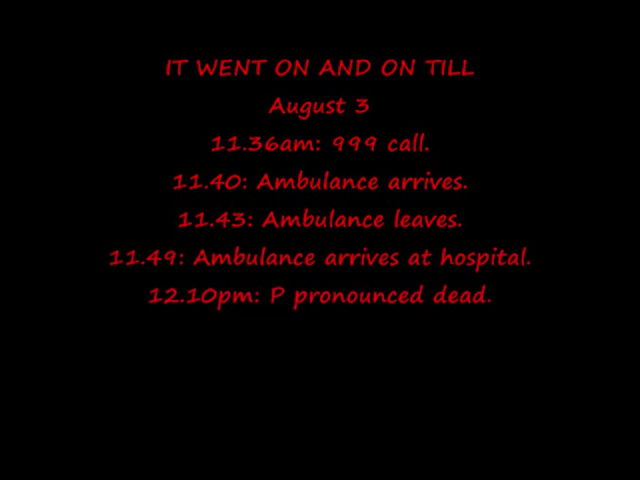 IT WENT ON AND ON TILL
August 3
11.36am: 999 call.
11.40: Ambulance arrives.
11.43: Ambulance leaves.
11.49: Ambulance arrives at hospital.
12.10pm: P pronounced dead.